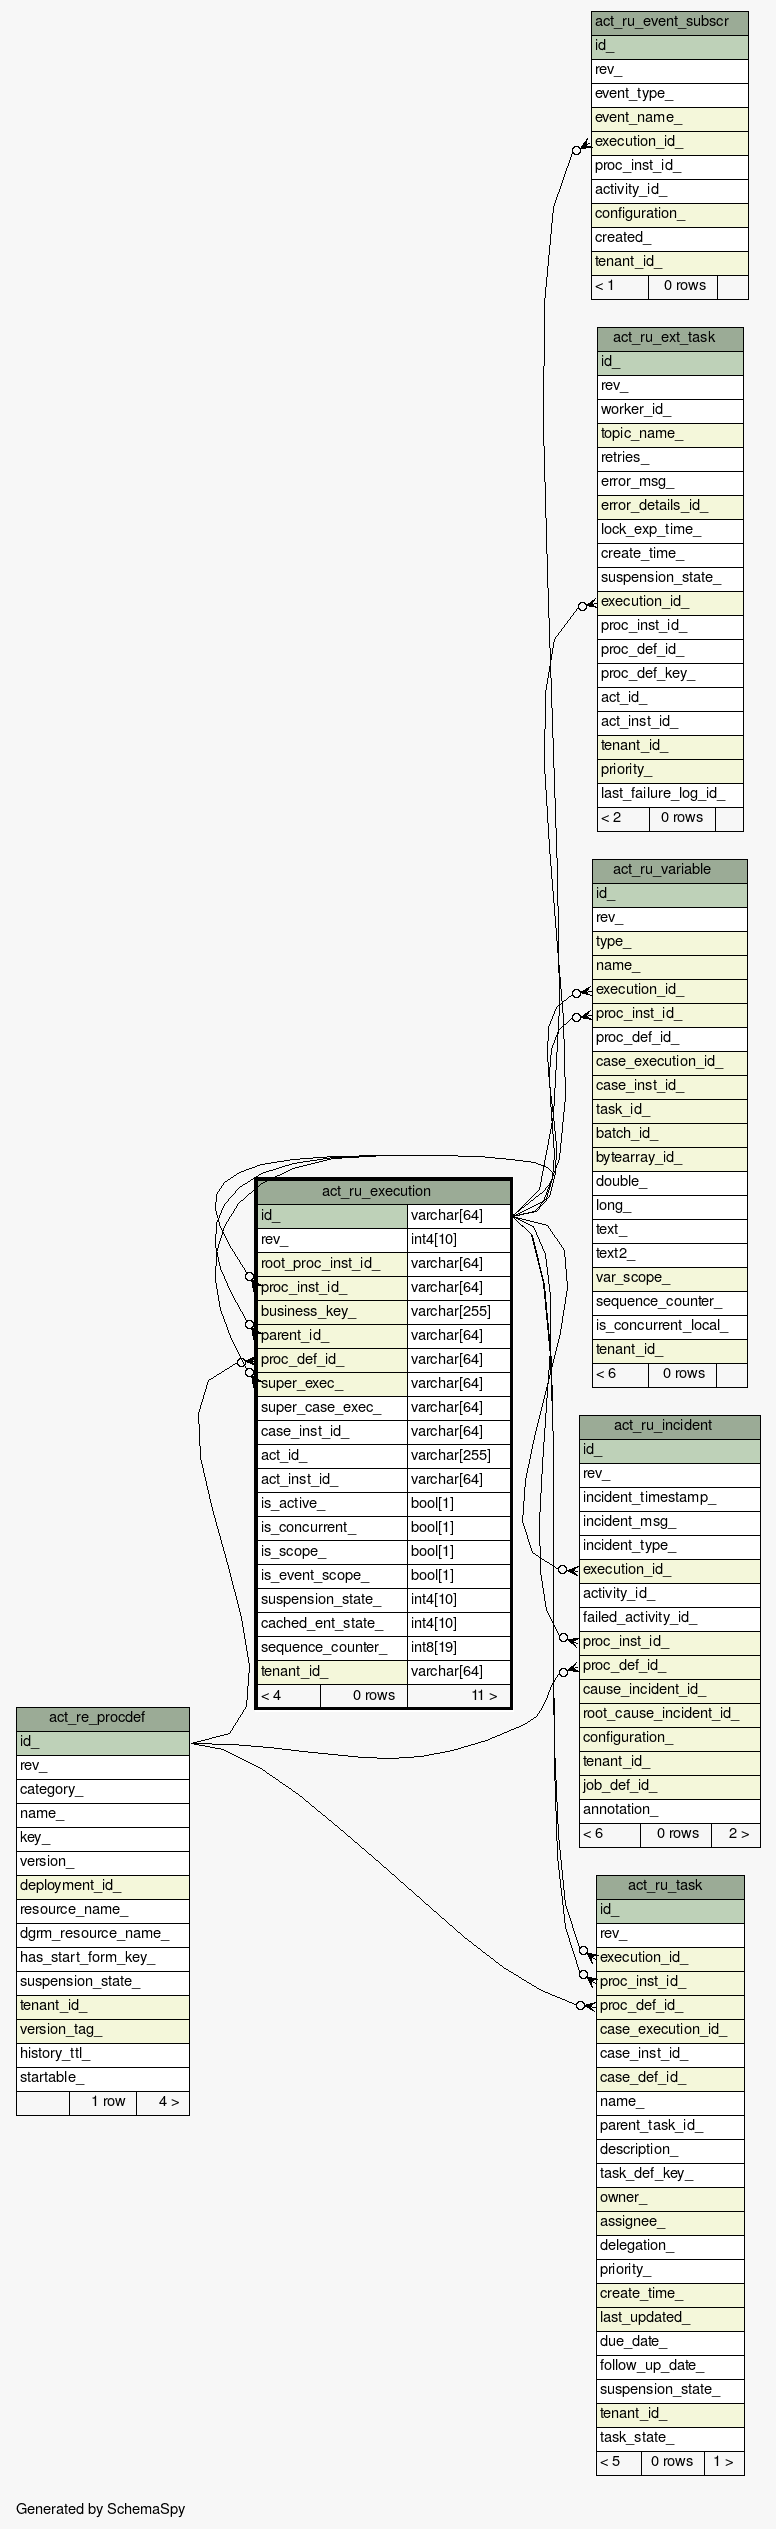 act_ru_event_subscr
id_
rev_
event_type_
event_name_
execution_id_
proc_inst_id_
activity_id_
configuration_
created_
tenant_id_
< 1 0 rows
act_ru_ext_task
id_
rev_
worker_id_
topic_name_
retries_
error_msg_
error_details_id_
lock_exp_time_
create_time_
suspension_state_
execution_id_
proc_inst_id_
proc_def_id_
proc_def_key_
act_id_
act_inst_id_
tenant_id_
priority_
last_failure_log_id_
< 2 0 rows
act_ru_variable
id_
rev_
type_
name_
execution_id_
proc_inst_id_
proc_def_id_
case_execution_id_
case_inst_id_
task_id_
batch_id_
bytearray_id_
double_
long_
text_
text2_
var_scope_
sequence_counter_
is_concurrent_local_
tenant_id_
< 6 0 rows
act_ru_execution
id_ varchar[64]
rev_ int4[10]
root_proc_inst_id_ varchar[64]
proc_inst_id_ varchar[64]
business_key_ varchar[255]
parent_id_ varchar[64]
proc_def_id_ varchar[64]
super_exec_ varchar[64]
super_case_exec_ varchar[64]
case_inst_id_ varchar[64]
act_id_ varchar[255]
act_inst_id_ varchar[64]
is_active_ bool[1]
is_concurrent_ bool[1]
is_scope_ bool[1]
is_event_scope_ bool[1]
suspension_state_ int4[10]
cached_ent_state_ int4[10]
sequence_counter_ int8[19]
tenant_id_ varchar[64]
< 4 0 rows 11 >
act_ru_incident
id_
rev_
incident_timestamp_
incident_msg_
incident_type_
execution_id_
activity_id_
failed_activity_id_
proc_inst_id_
proc_def_id_
cause_incident_id_
root_cause_incident_id_
configuration_
tenant_id_
job_def_id_
annotation_
< 6 0 rows 2 >
act_re_procdef
id_
rev_
category_
name_
key_
version_
deployment_id_
resource_name_
dgrm_resource_name_
has_start_form_key_
suspension_state_
tenant_id_
version_tag_
history_ttl_
startable_
1 row 4 >
act_ru_task
id_
rev_
execution_id_
proc_inst_id_
proc_def_id_
case_execution_id_
case_inst_id_
case_def_id_
name_
parent_task_id_
description_
task_def_key_
owner_
assignee_
delegation_
priority_
create_time_
last_updated_
due_date_
follow_up_date_
suspension_state_
tenant_id_
task_state_
< 5 0 rows 1 >
Generated by SchemaSpy